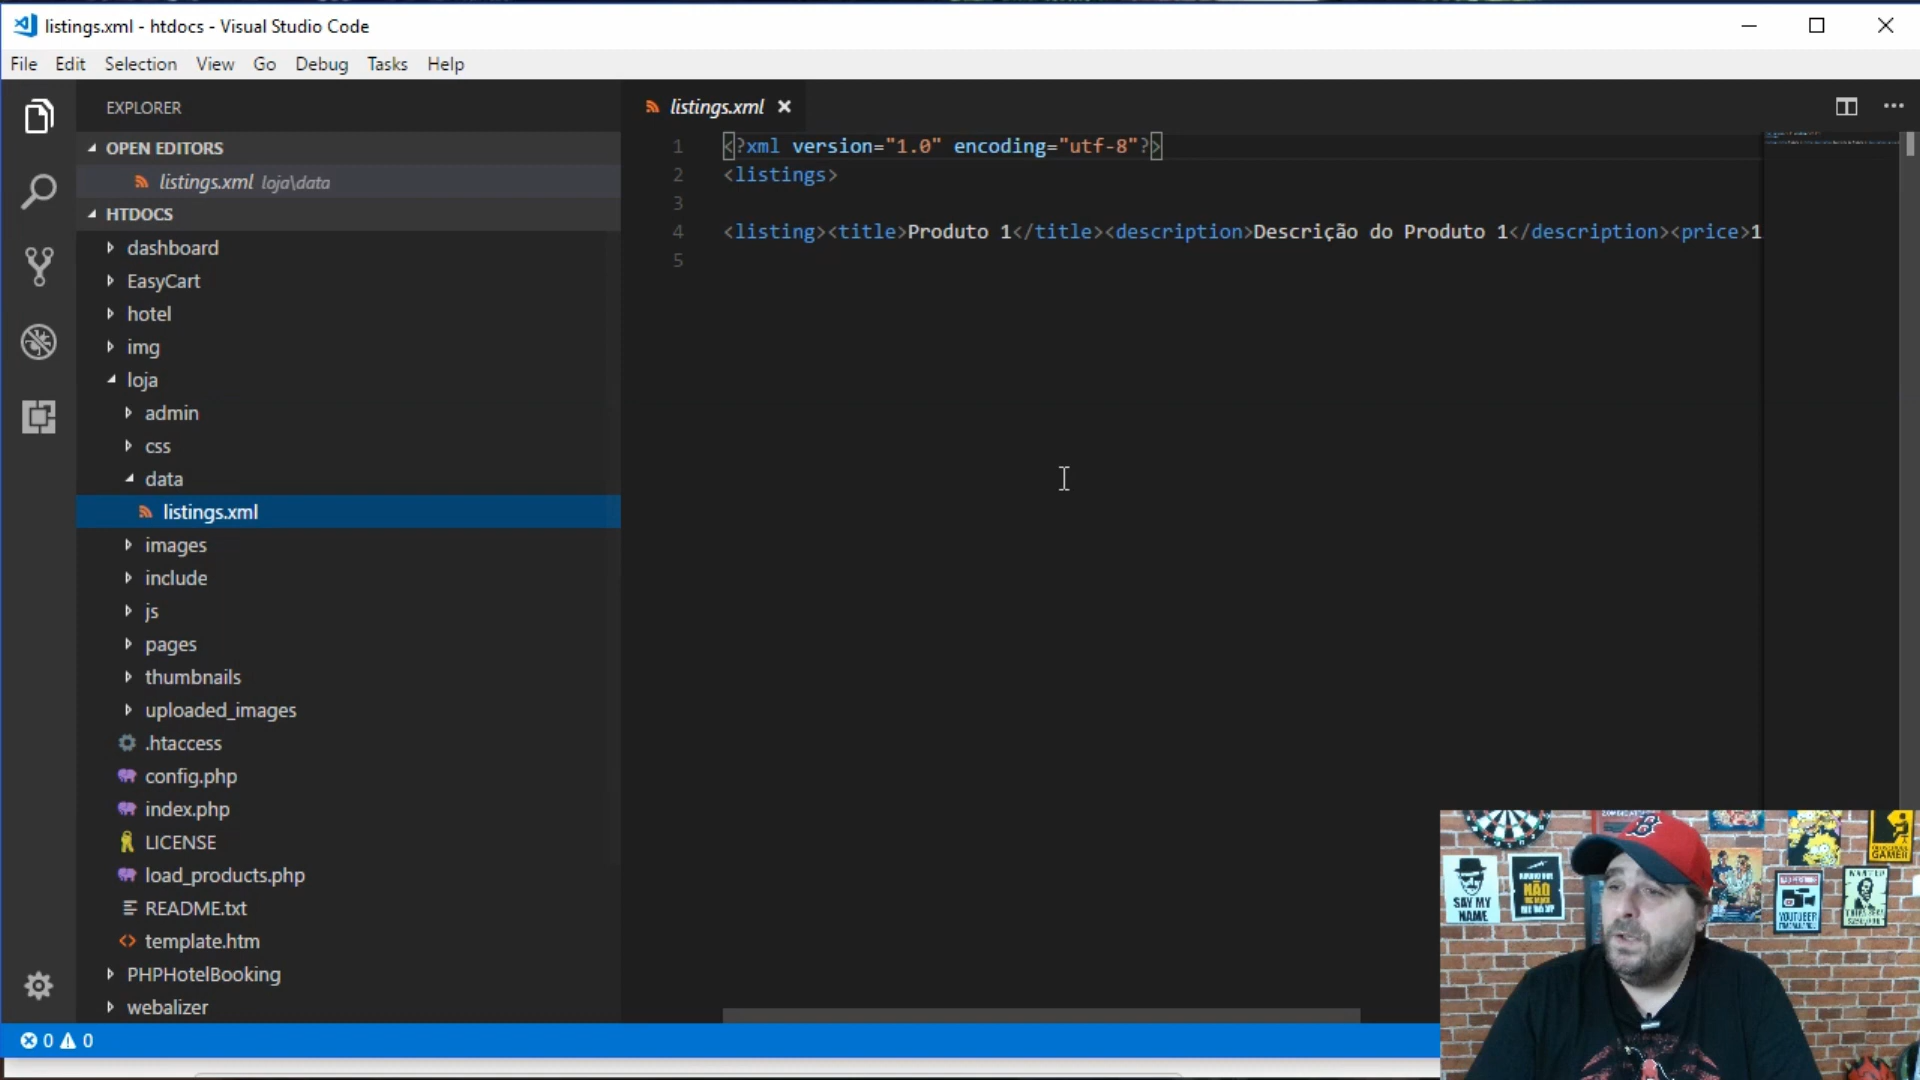 listings.xml - htdocs - Visual Studio Code
File Edit Selection View Go Debug Tasks Help
EXPLORER
OPEN EDITORS
listings.xml loja\data
HTDOCS
dashboard
EasyCart
hotel
img
loja
admin
css
data
listings.xml
images
include
js
pages
thumbnails
uploaded_images
.htaccess
config.php
index.php
LICENSE
load_products.php
README.txt
template.htm
PHPHotelBooking
webalizer
listings.xml
1 <?xml version="1.0" encoding="utf-8"?>
2 <listings>
3
4 <listing><title>Produto 1</title><description>Descrição do Produto 1</description><price>1
5
0 0
SAY MY
NAME
NÃO
GAMER
WANTED
YOUTUBER
B